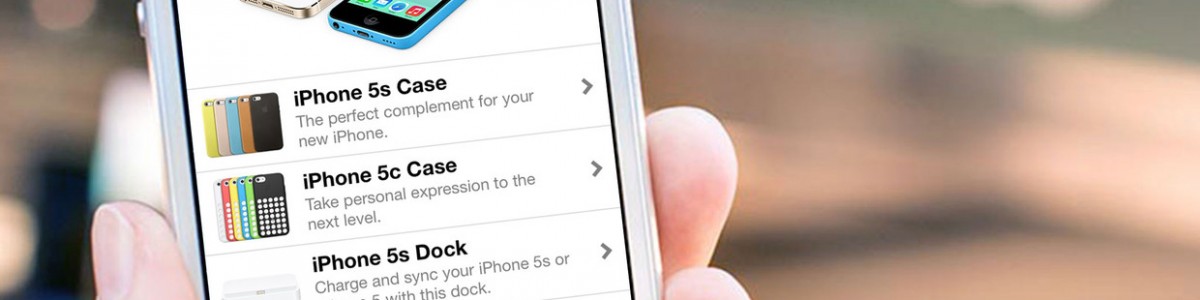 iPhone 5s Case
The perfect complement for your
new iPhone.
iPhone 5c Case
Take personal expression to the
next level.
iPhone 5s Dock
Charge and sync your iPhone 5s or
5 with this dock.